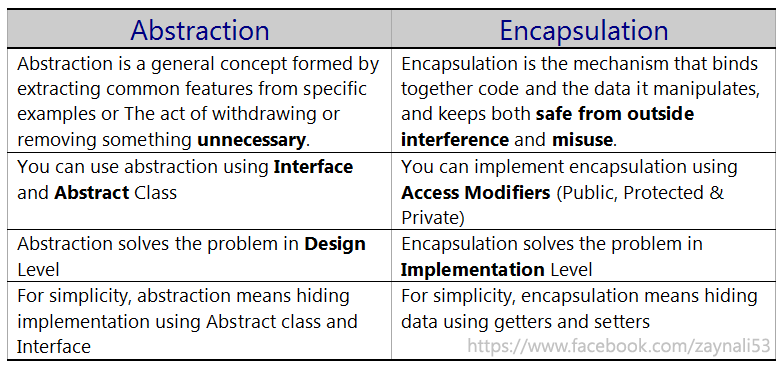 Abstraction
Encapsulation
Abstraction is a general concept formed by
extracting common features from specific
examples or The act of withdrawing or
removing something unnecessary.
Encapsulation is the mechanism that binds
together code and the data it manipulates,
and keeps both safe from outside
interference and misuse.
You can use abstraction using Interface
and Abstract Class
You can implement encapsulation using
Access Modifiers (Public, Protected &
Private)
Abstraction solves the problem in Design
Level
Encapsulation solves the problem in
Implementation Level
For simplicity, abstraction means hiding
implementation using Abstract class and
Interface
For simplicity, encapsulation means hiding
data using getters and setters
https://www.facebook.com/zaynali53